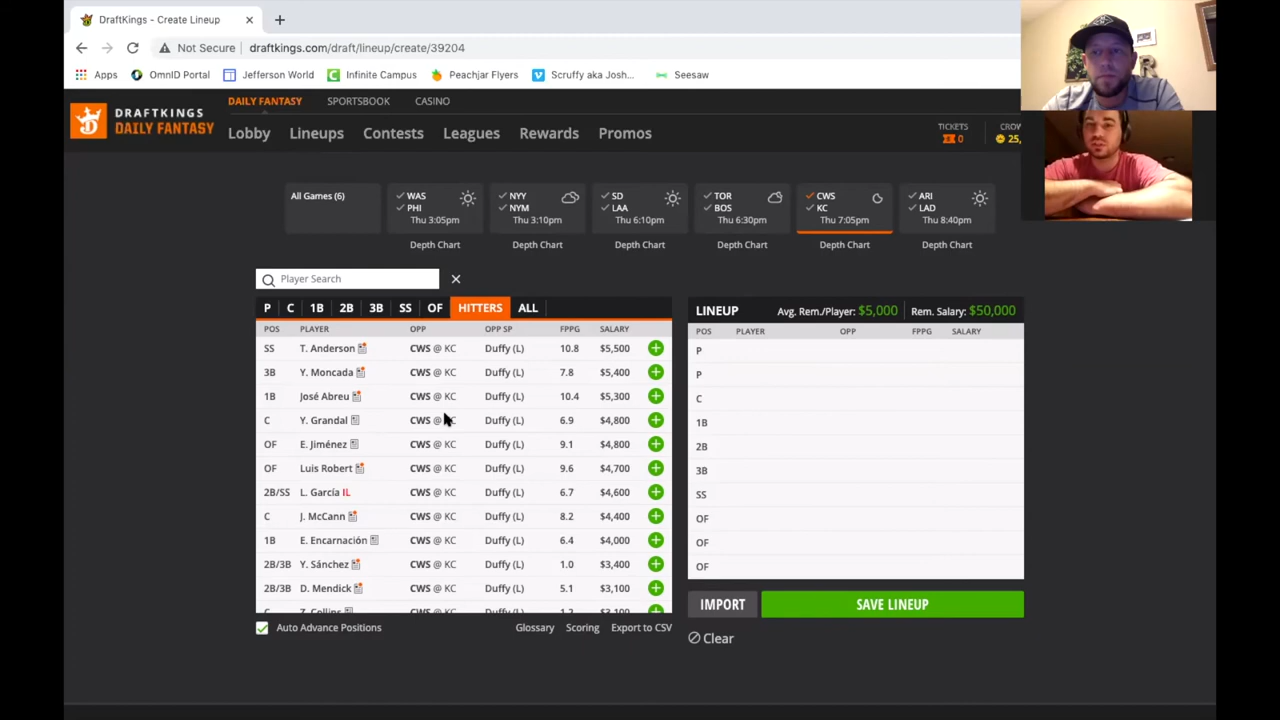 DraftKings - Create Lineup
Not Secure draftkings.com/draft/lineup/create/39204
Apps OmniID Portal Jefferson World Infinite Campus Peachjar Flyers Scruffy aka Josh... Seesaw
DRAFTKINGS
DAILY FANTASY
DAILY FANTASY SPORTSBOOK CASINO
Lobby Lineups Contests Leagues Rewards Promos
TICKETS
0
25,
All Games (6)
WAS
PHI
Thu 3:05pm
Depth Chart
NYY
NYM
Thu 3:10pm
Depth Chart
SD
LAA
Thu 6:10pm
Depth Chart
TOR
BOS
Thu 6:30pm
Depth Chart
CWS
KC
Thu 7:05pm
Depth Chart
ARI
LAD
Thu 8:40pm
Depth Chart
Player Search
P C 1B 2B 3B SS OF HITTERS ALL
POS PLAYER OPP OPP SP FPPG SALARY
SS T. Anderson CWS @ KC Duffy (L) 10.8 $5,500
3B Y. Moncada CWS @ KC Duffy (L) 7.8 $5,400
1B José Abreu CWS @ KC Duffy (L) 10.4 $5,300
C Y. Grandal CWS @ Duffy (L) 6.9 $4,800
OF E. Jiménez CWS @ KC Duffy (L) 9.1 $4,800
OF Luis Robert CWS @ KC Duffy (L) 9.6 $4,700
2B/SS L. García IL CWS @ KC Duffy (L) 6.7 $4,600
C J. McCann CWS @ KC Duffy (L) 8.2 $4,400
1B E. Encarnación CWS @ KC Duffy (L) 6.4 $4,000
2B/3B Y. Sánchez CWS @ KC Duffy (L) 1.0 $3,400
2B/3B D. Mendick CWS @ KC Duffy (L) 5.1 $3,100
C Z. Collins CWS @ KC Duffy (L) $3,100
Auto Advance Positions
Glossary Scoring Export to CSV
LINEUP Avg. Rem./Player: $5,000 Rem. Salary: $50,000
POS PLAYER OPP FPPG SALARY
P
P
C
1B
2B
3B
SS
OF
OF
OF
IMPORT SAVE LINEUP
Clear